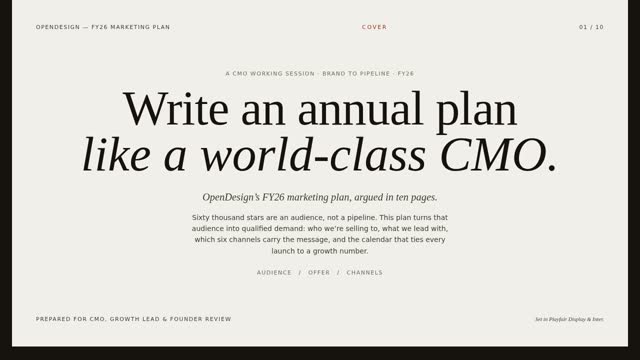 OPENDESIGN — FY26 MARKETING PLAN
COVER
01 / 10
A CMO WORKING SESSION · BRAND TO PIPELINE · FY26
Write an annual plan
like a world-class CMO.
OpenDesign’s FY26 marketing plan, argued in ten pages.
Sixty thousand stars are an audience, not a pipeline. This plan turns that
audience into qualified demand: who we’re selling to, what we lead with,
which six channels carry the message, and the calendar that ties every
launch to a growth number.
AUDIENCE / OFFER / CHANNELS
PREPARED FOR CMO, GROWTH LEAD & FOUNDER REVIEW
Set in Playfair Display & Inter.